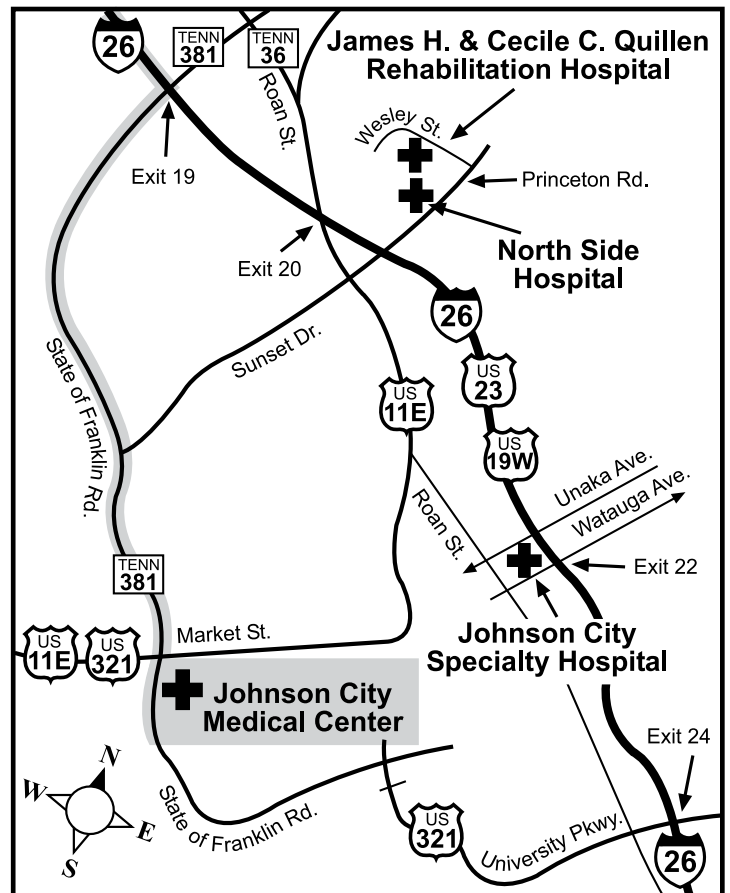 26
TENN
381
TENN
36
James H. & Cecile C. Quillen
Rehabilitation Hospital
Roan St.
Wesley St.
Exit 19
Princeton Rd.
Exit 20
North Side
Hospital
26
Sunset Dr.
State of Franklin Rd.
US
23
US
11E
US
19W
Unaka Ave.
Watauga Ave.
Roan St.
TENN
381
Exit 22
Market St.
US
11E
US
321
Johnson City
Specialty Hospital
Johnson City
Medical Center
Exit 24
N
W
E
S
State of Franklin Rd.
US
321
University Pkwy.
26